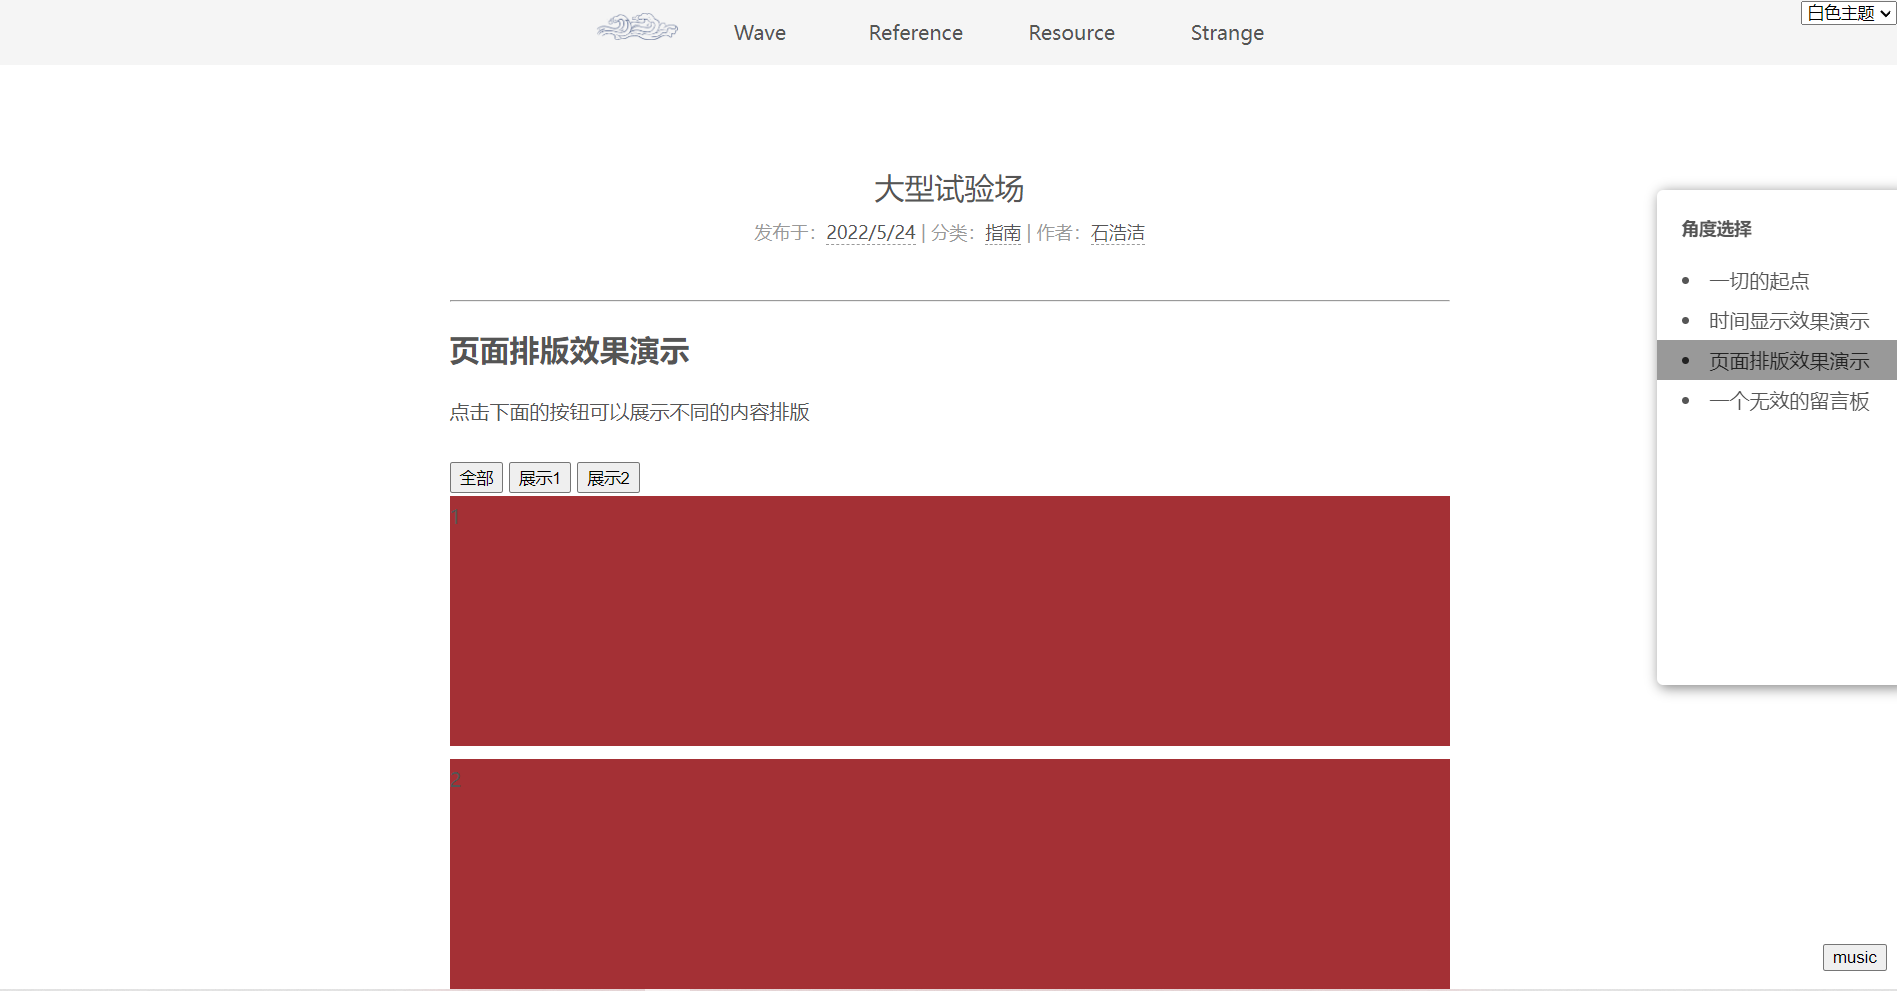 Wave Reference Resource Strange
白色主题
大型试验场
发布于：2022/5/24 | 分类：指南 | 作者：石浩洁
页面排版效果演示
点击下面的按钮可以展示不同的内容排版
全部 展示1 展示2
1
2
角度选择
一切的起点
时间显示效果演示
页面排版效果演示
一个无效的留言板
music